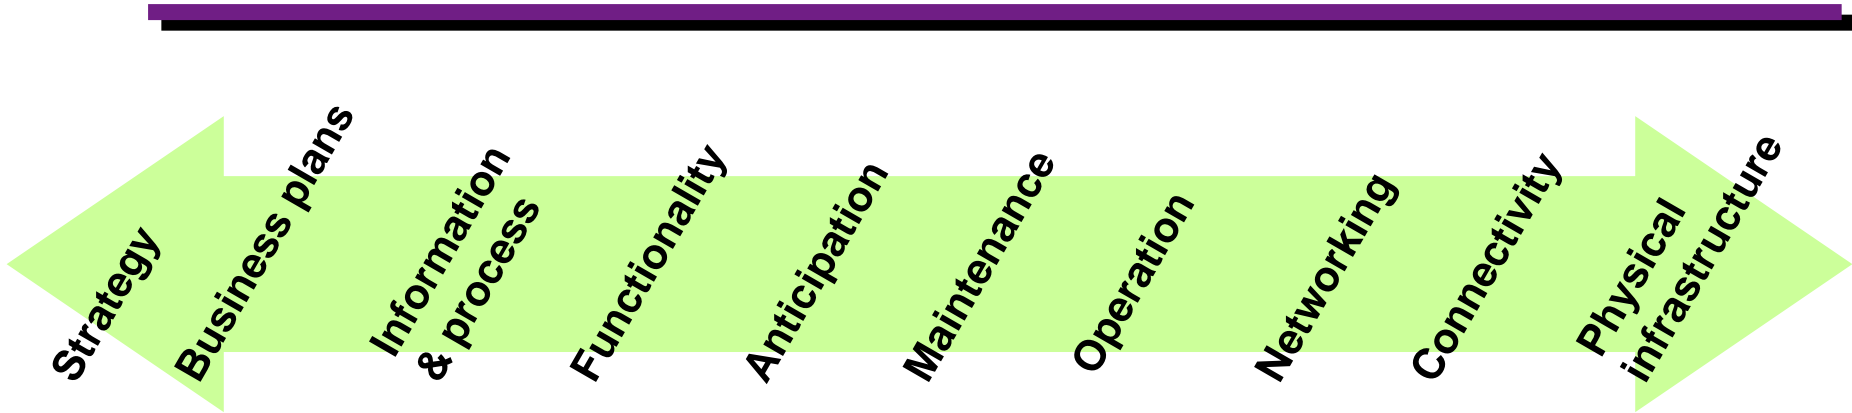 Strategy
Business plans
Information
& process
Functionality
Anticipation
Maintenance
Operation
Networking
Connectivity
Physical
infrastructure